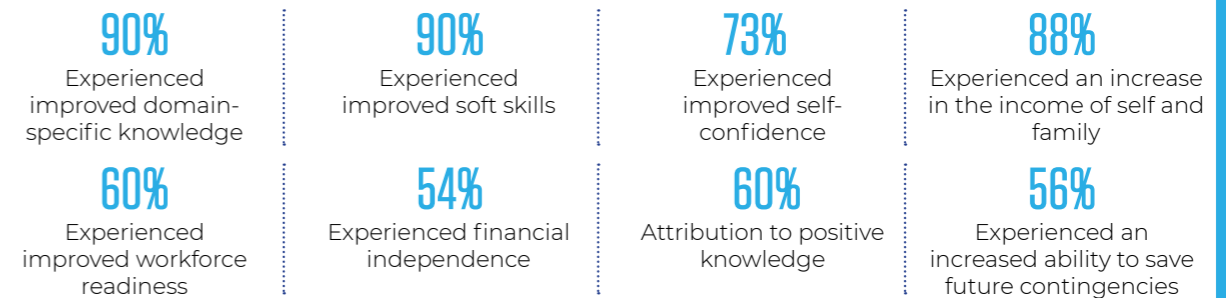 90%
Experienced
improved domain-
specific knowledge
90%
Experienced
improved soft skills
73%
Experienced
improved self-
confidence
88%
Experienced an increase
in the income of self and
family
60%
Experienced
improved workforce
readiness
54%
Experienced financial
independence
60%
Attribution to positive
knowledge
56%
Experienced an
increased ability to save
future contingencies